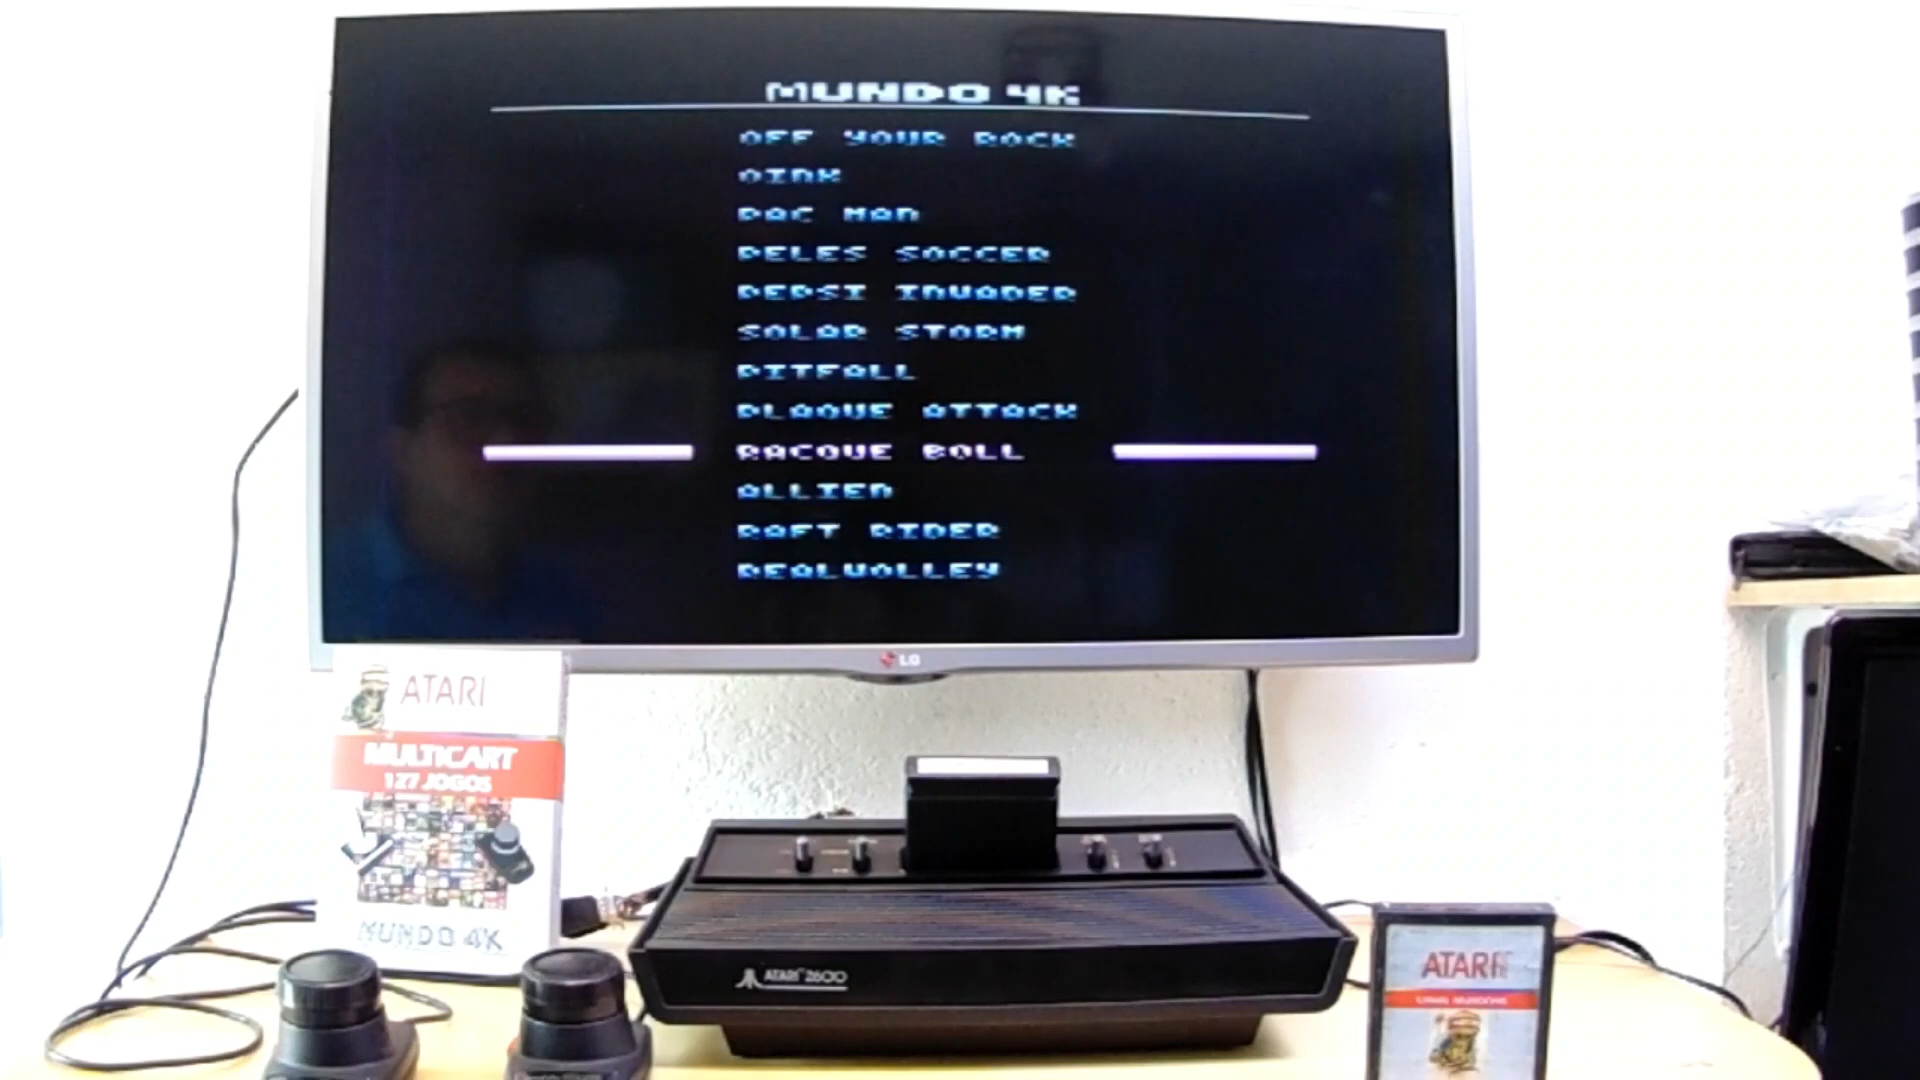 MUNDO 4K
OFF YOUR ROCK
OINK
PAC MAN
PELES SOCCER
PEPSI INVADER
SOLAR STORM
PITFALL
PLAQUE ATTACK
RACQUE BOLL
ALLIEN
RAFT RIDER
REALVOLLEY
LG
ATARI
MULTICART
127 JOGOS
MUNDO 4K
ATARI 2600
ATARI